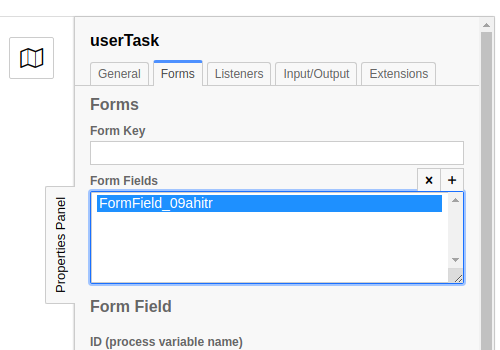 userTask
General Forms Listeners Input/Output Extensions
Forms
Form Key
Form Fields × +
FormField_09ahitr
Properties Panel
Form Field
ID (process variable name)